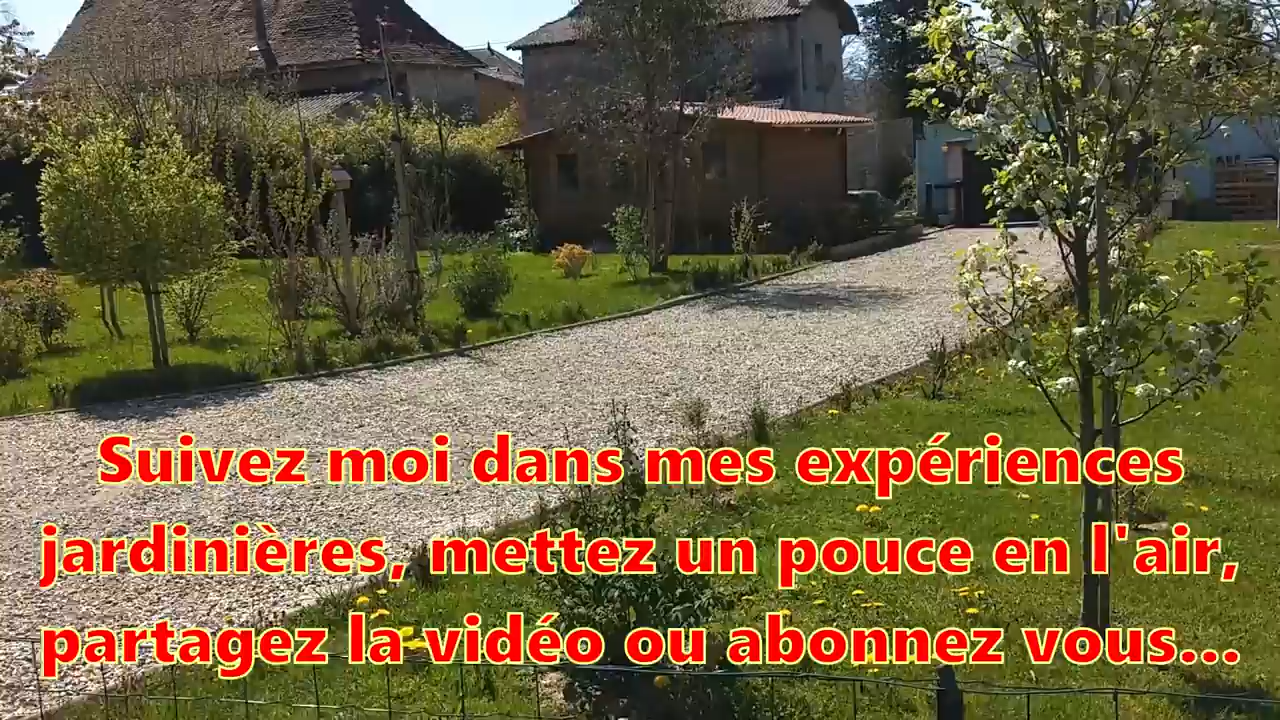 Suivez moi dans mes expériences
jardinières, mettez un pouce en l'air,
partagez la vidéo ou abonnez vous...